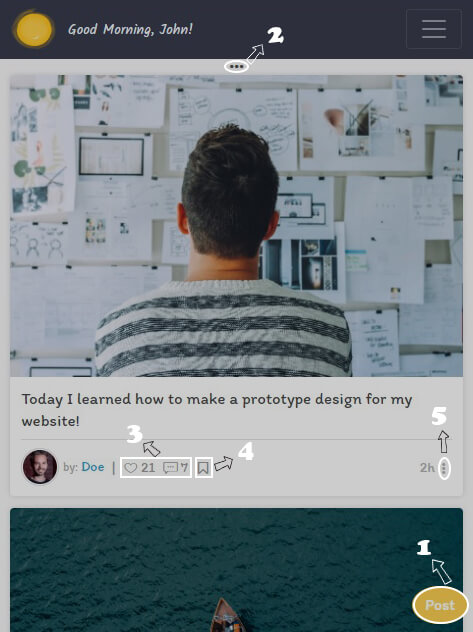 Good Morning, John!
2
Today I learned how to make a prototype design for my
website!
5
3
4
by: Doe | 21 7
2h
1
Post